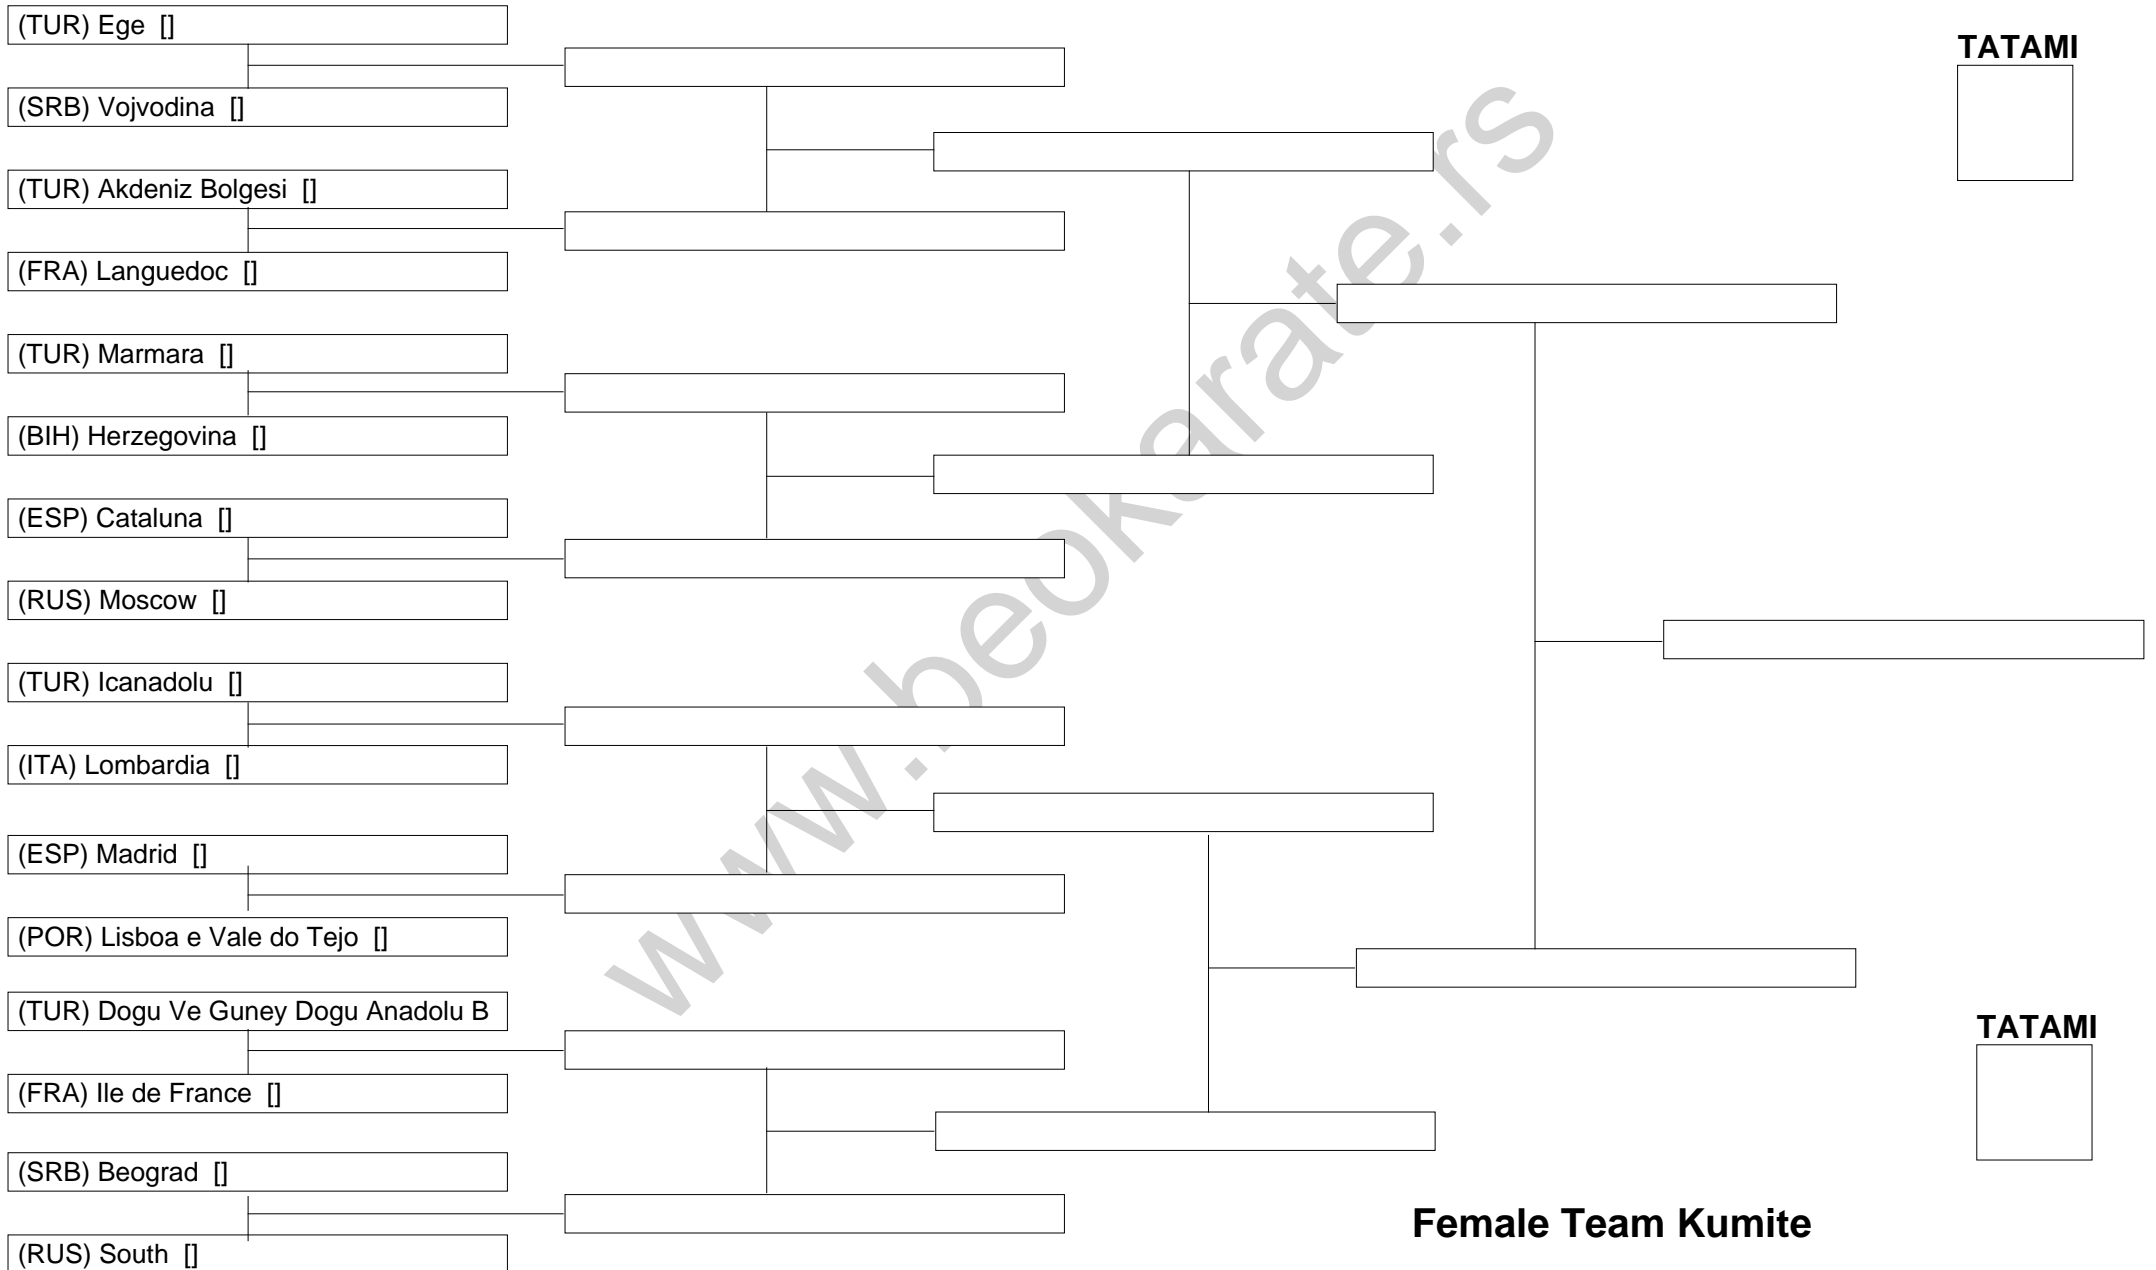 (TUR) Ege []
(SRB) Vojvodina []
(TUR) Akdeniz Bolgesi []
(FRA) Languedoc []
(TUR) Marmara []
(BIH) Herzegovina []
(ESP) Cataluna []
(RUS) Moscow []
(TUR) Icanadolu []
(ITA) Lombardia []
(ESP) Madrid []
(POR) Lisboa e Vale do Tejo []
(TUR) Dogu Ve Guney Dogu Anadolu B
(FRA) Ile de France []
(SRB) Beograd []
(RUS) South []
www.beokarate.rs
TATAMI
TATAMI
Female Team Kumite